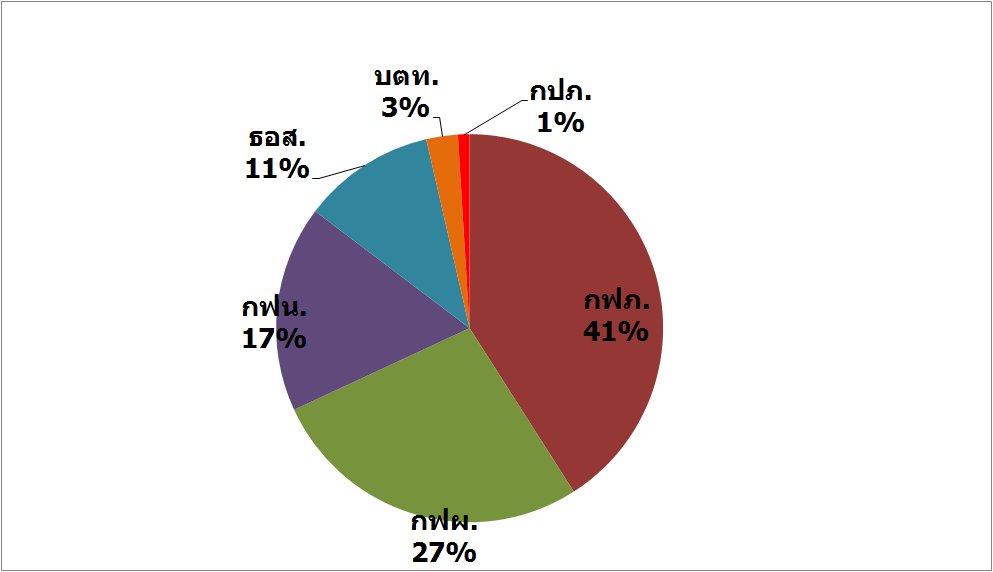 บตท.
3%
กปภ.
1%
ธอส.
11%
กฟน.
17%
กฟภ.
41%
กฟผ.
27%